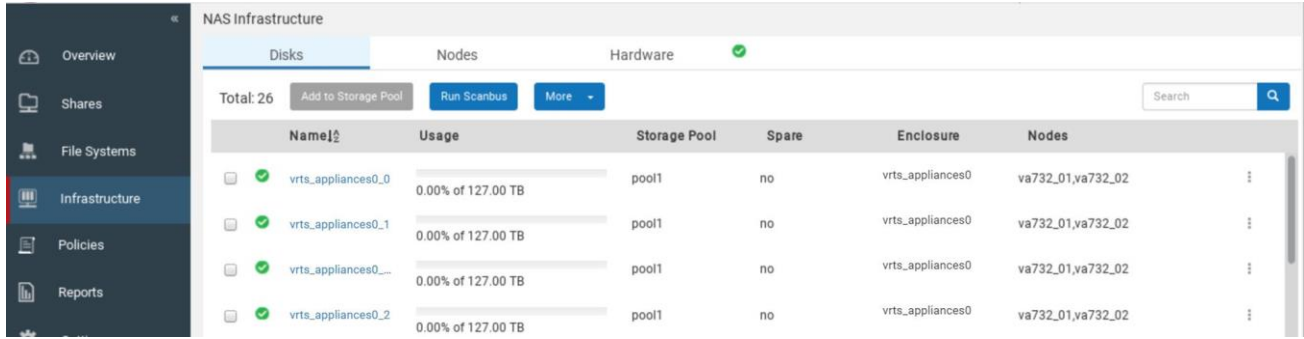 «
NAS Infrastructure
Overview
Shares
File Systems
Infrastructure
Policies
Reports
Disks Nodes Hardware
Total: 26 Add to Storage Pool Run Scanbus More Search
Name Usage Storage Pool Spare Enclosure Nodes
vrts_appliances0_0 0.00% of 127.00 TB pool1 no vrts_appliances0 va732_01,va732_02
vrts_appliances0_1 0.00% of 127.00 TB pool1 no vrts_appliances0 va732_01,va732_02
vrts_appliances0_... 0.00% of 127.00 TB pool1 no vrts_appliances0 va732_01,va732_02
vrts_appliances0_2 0.00% of 127.00 TB pool1 no vrts_appliances0 va732_01,va732_02